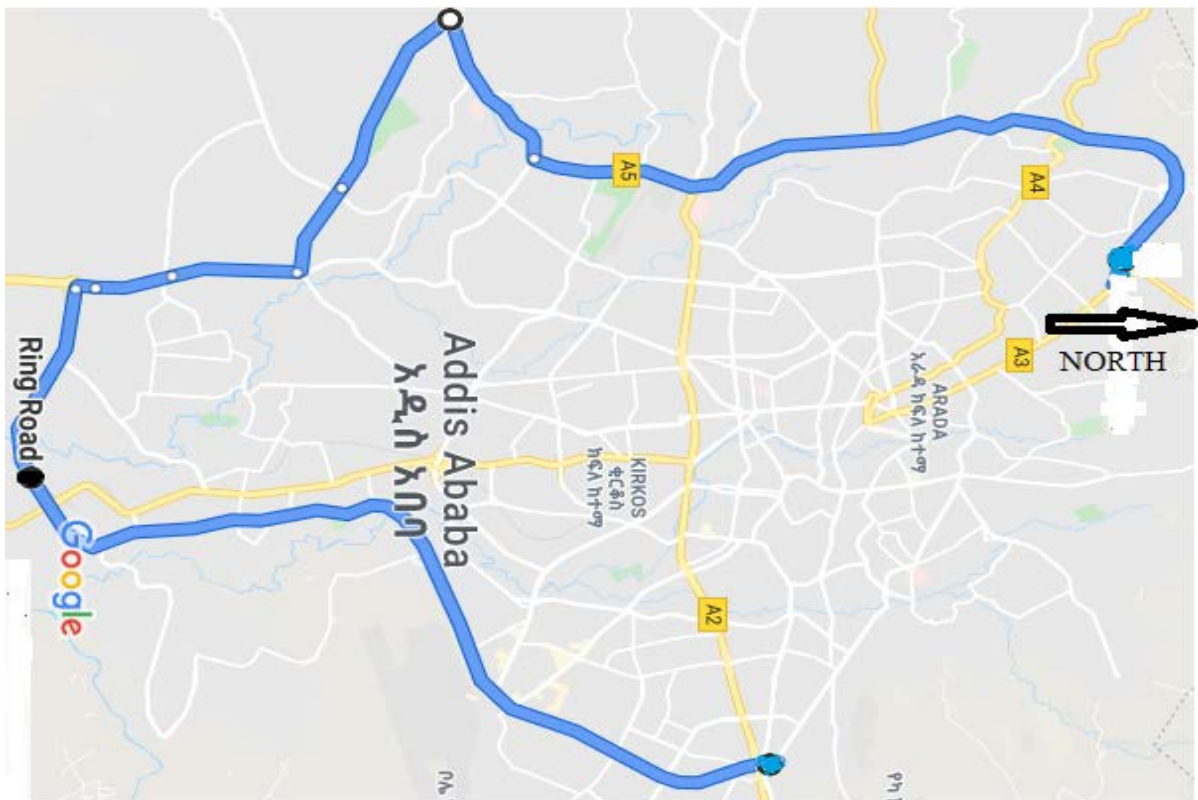 A5
A4
A3
NORTH
ARADA
አራዳ ክፍለ ከተማ
Addis Ababa
አዲስ አበባ
KIRKOS
ቂርቆስ
ክፍለ ከተማ
Ring Road
A2
Google